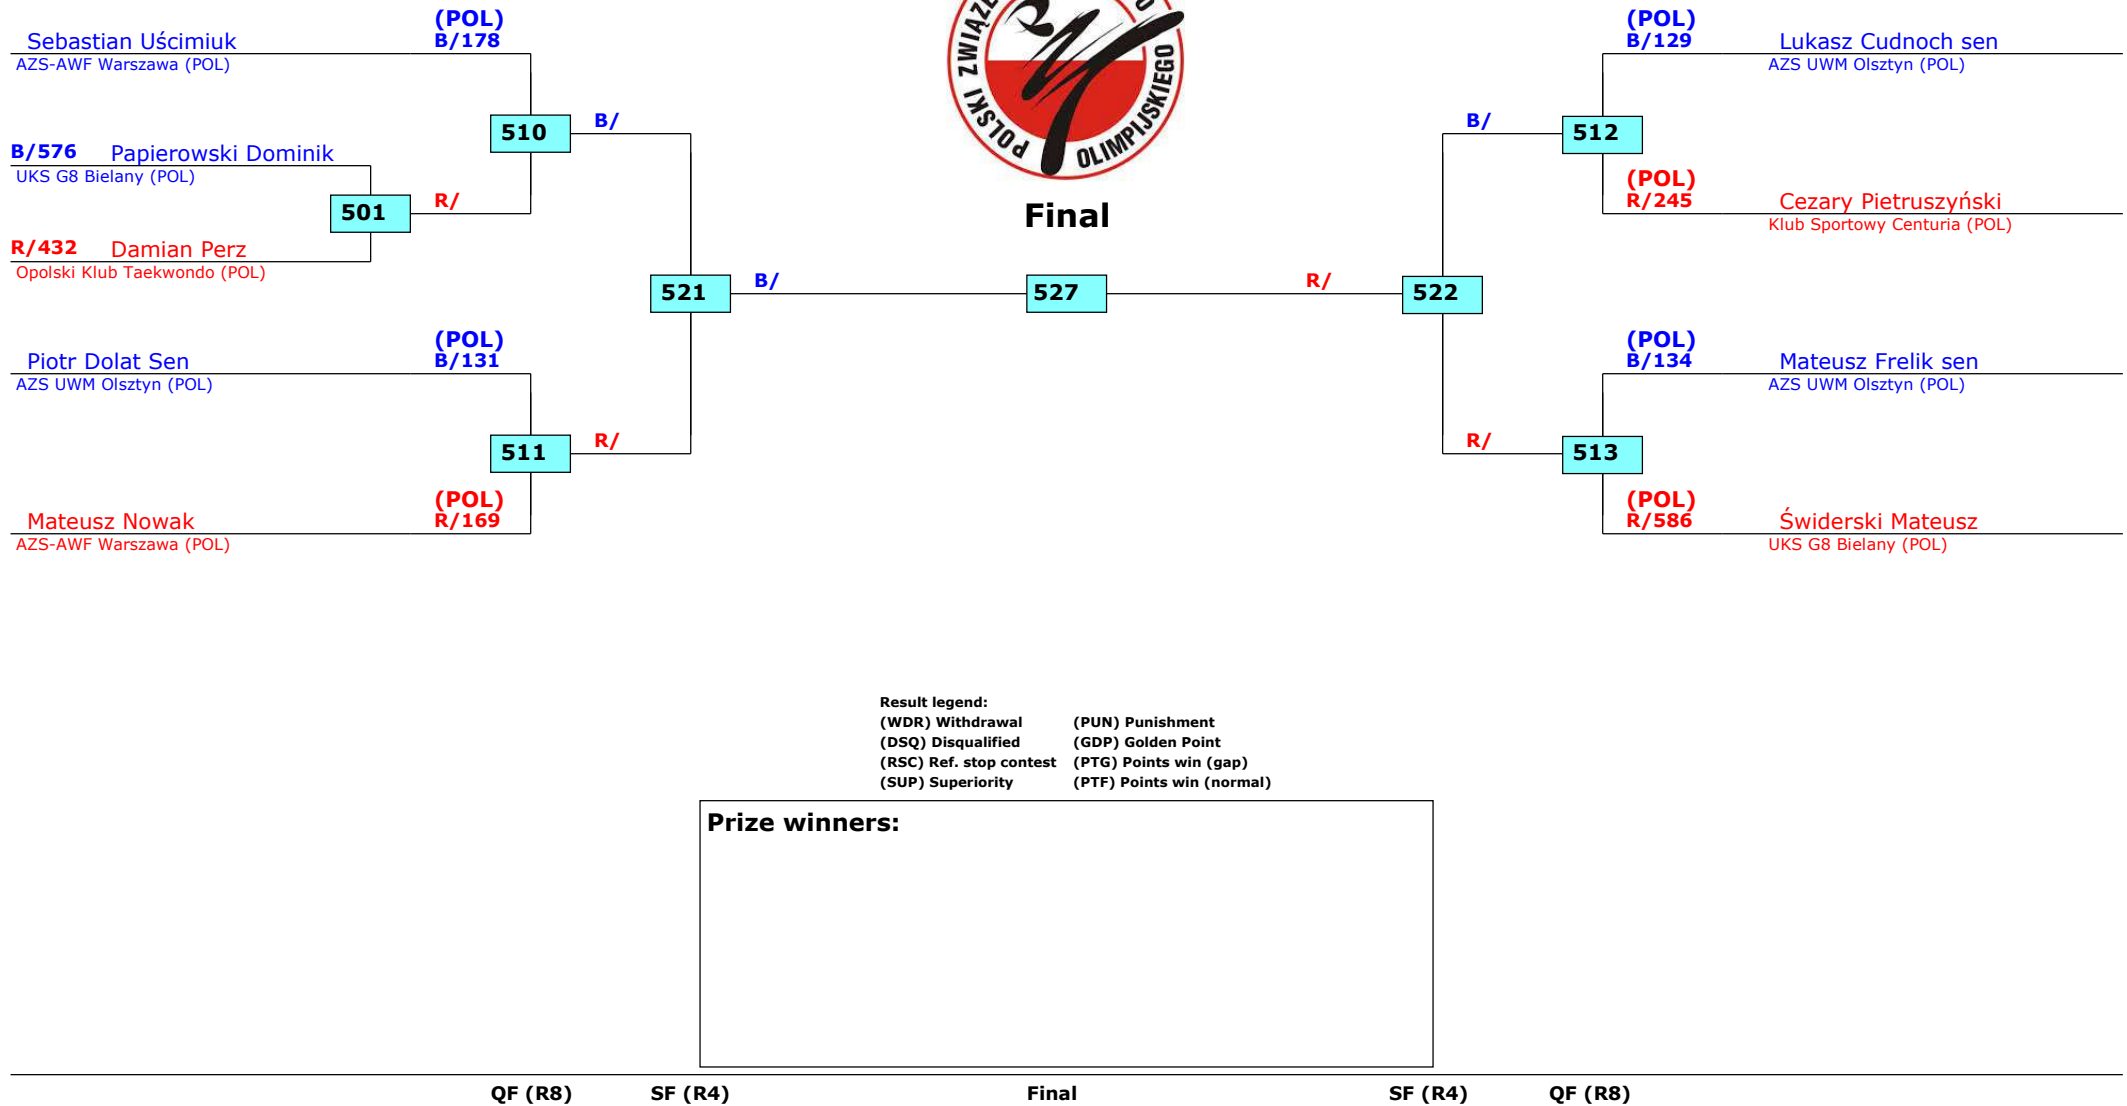 POLSKI ZWIĄZE
O
OLIMPIJSKIEGO
Final
(POL)
Sebastian Uścimiuk B/178
AZS-AWF Warszawa (POL)
510
B/
B/576 Papierowski Dominik
UKS G8 Bielany (POL)
501
R/
R/432 Damian Perz
Opolski Klub Taekwondo (POL)
521
B/
527
R/
522
(POL)
Piotr Dolat Sen B/131
AZS UWM Olsztyn (POL)
511
R/
(POL)
Mateusz Nowak R/169
AZS-AWF Warszawa (POL)
(POL)
B/129 Lukasz Cudnoch sen
AZS UWM Olsztyn (POL)
B/
512
(POL)
R/245 Cezary Pietruszyński
Klub Sportowy Centuria (POL)
(POL)
B/134 Mateusz Frelik sen
AZS UWM Olsztyn (POL)
R/
513
(POL)
R/586 Świderski Mateusz
UKS G8 Bielany (POL)
Result legend:
(WDR) Withdrawal (PUN) Punishment
(DSQ) Disqualified (GDP) Golden Point
(RSC) Ref. stop contest (PTG) Points win (gap)
(SUP) Superiority (PTF) Points win (normal)
Prize winners:
QF (R8) SF (R4) Final SF (R4) QF (R8)